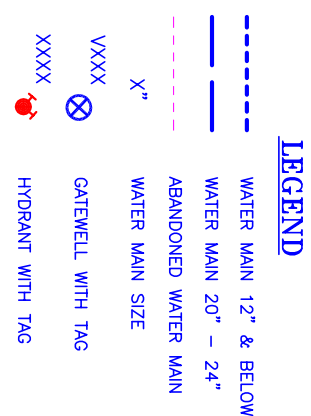 LEGEND
WATER MAIN 12" & BELOW
WATER MAIN 20" - 24"
ABANDONED WATER MAIN
X" WATER MAIN SIZE
VXXX GATEWELL WITH TAG
XXXX HYDRANT WITH TAG